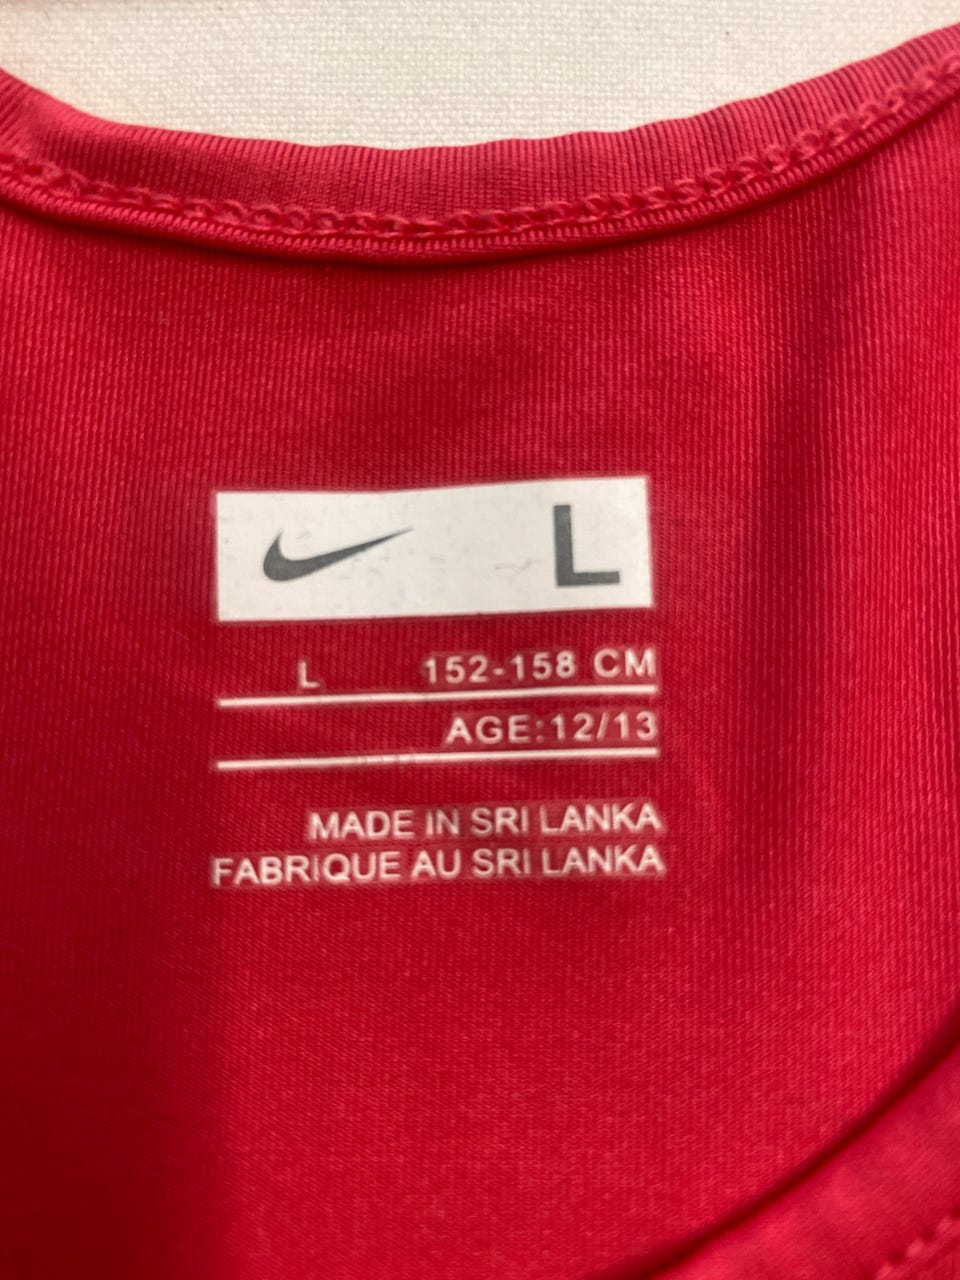 L
L 152-158 CM
AGE:12/13
MADE IN SRI LANKA
FABRIQUE AU SRI LANKA